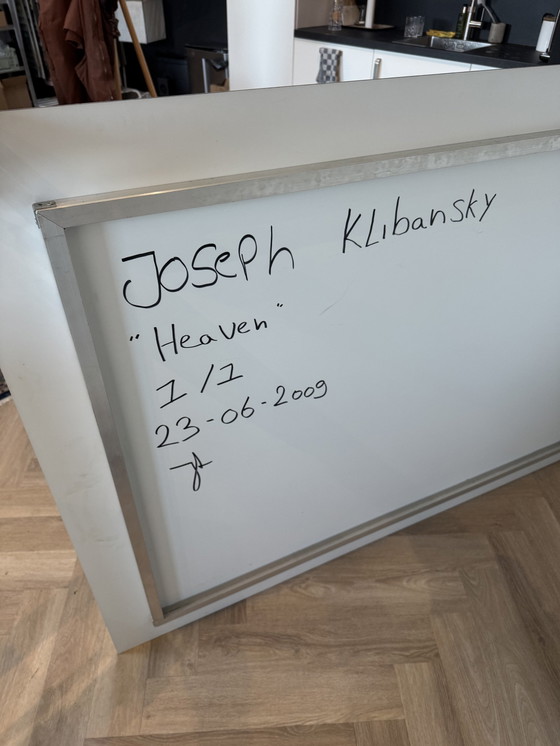 Joseph Klibansky
"Heaven"
1/1
23-06-2009